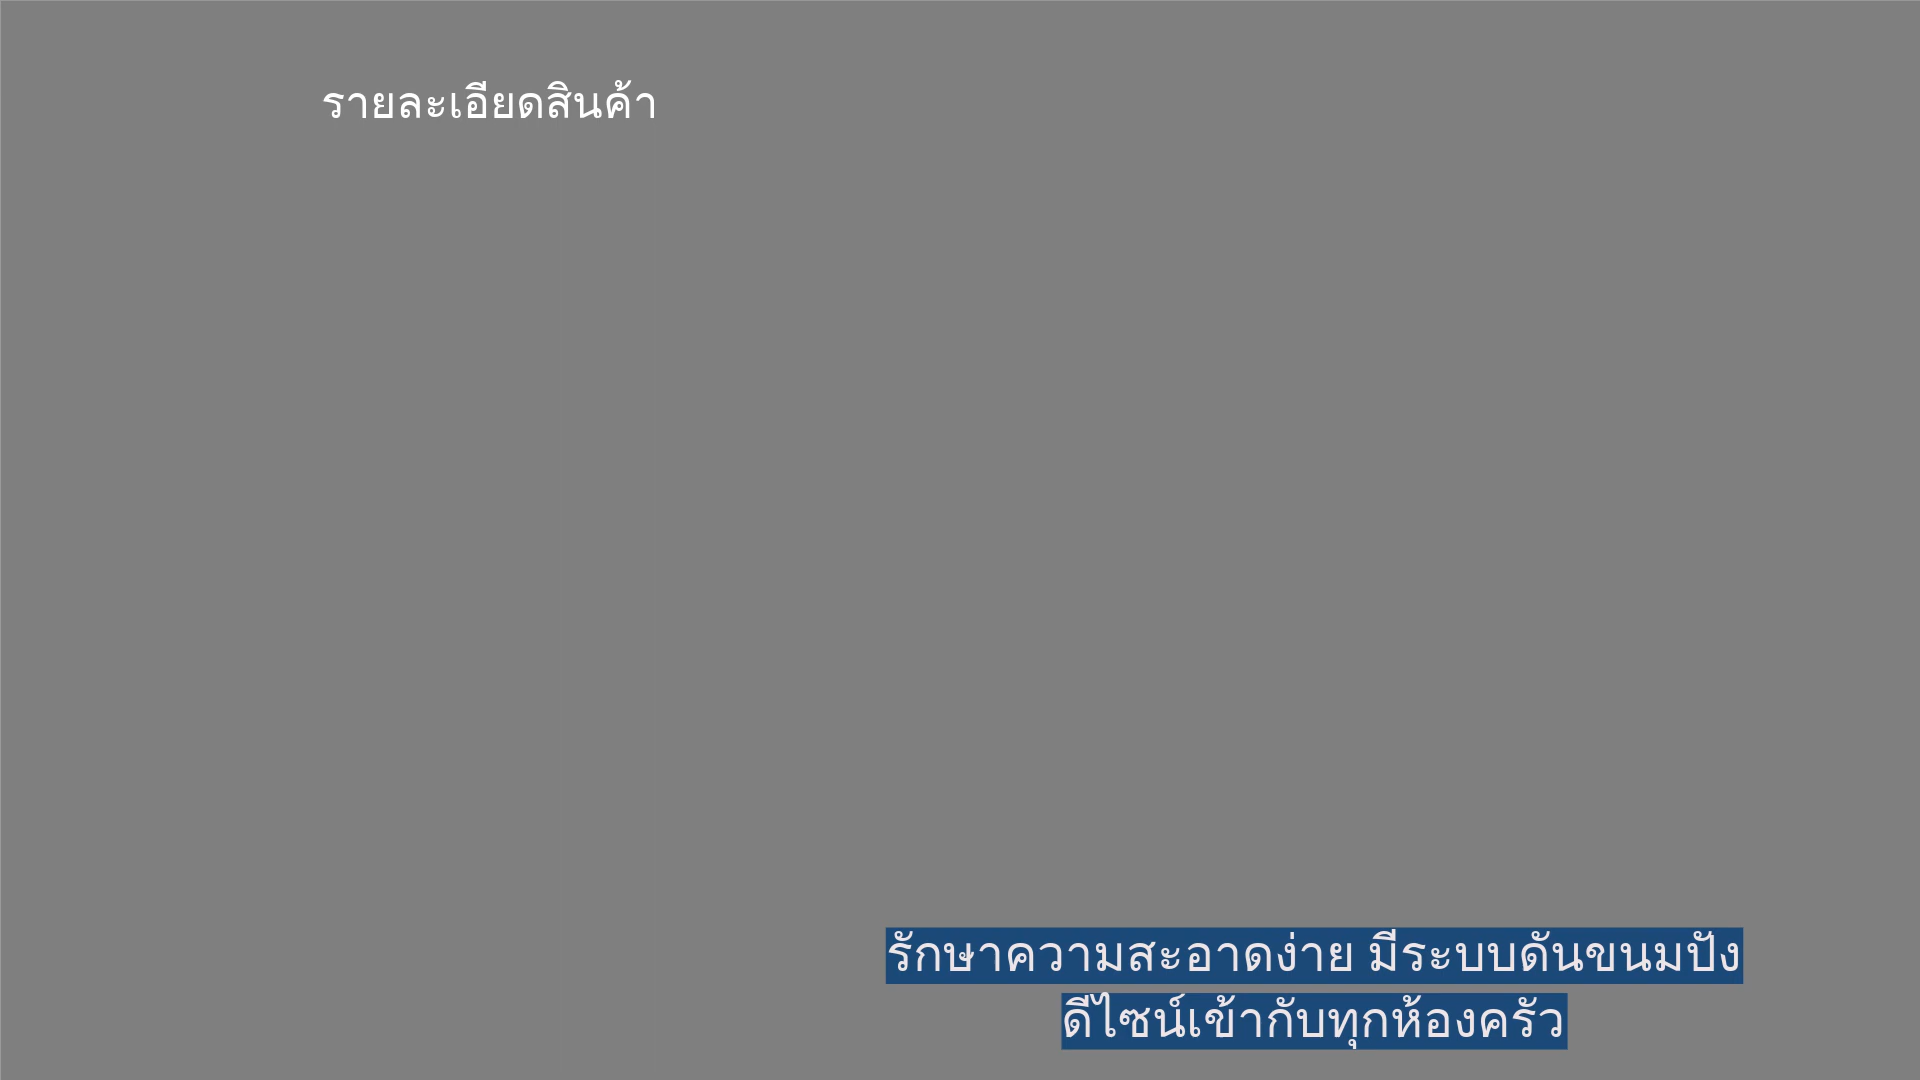 รายละเอียดสินค้า
รักษาความสะอาดง่าย มีระบบดันขนมปัง
ดีไซน์เข้ากับทุกห้องครัว